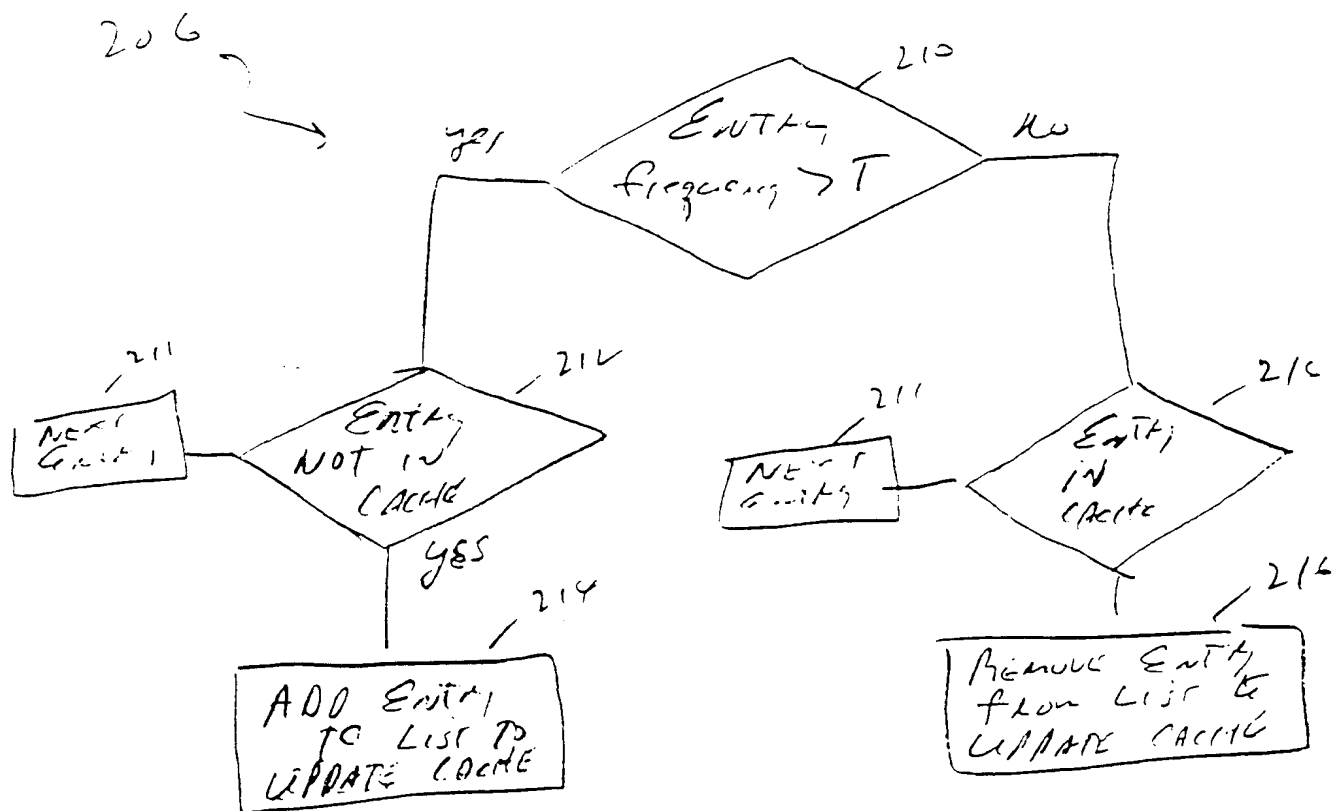 206
210
Entry
frequency > T
yes
No
211
Next
Entry
212
Entry
NOT IN
CACHE
yES
214
ADD Entry
TO LIST TO
UPDATE CACHE
211
NEXT
Entry
Entry
IN
CACHE
REMOVE Entry
from LIST to
UPDATE CACHE